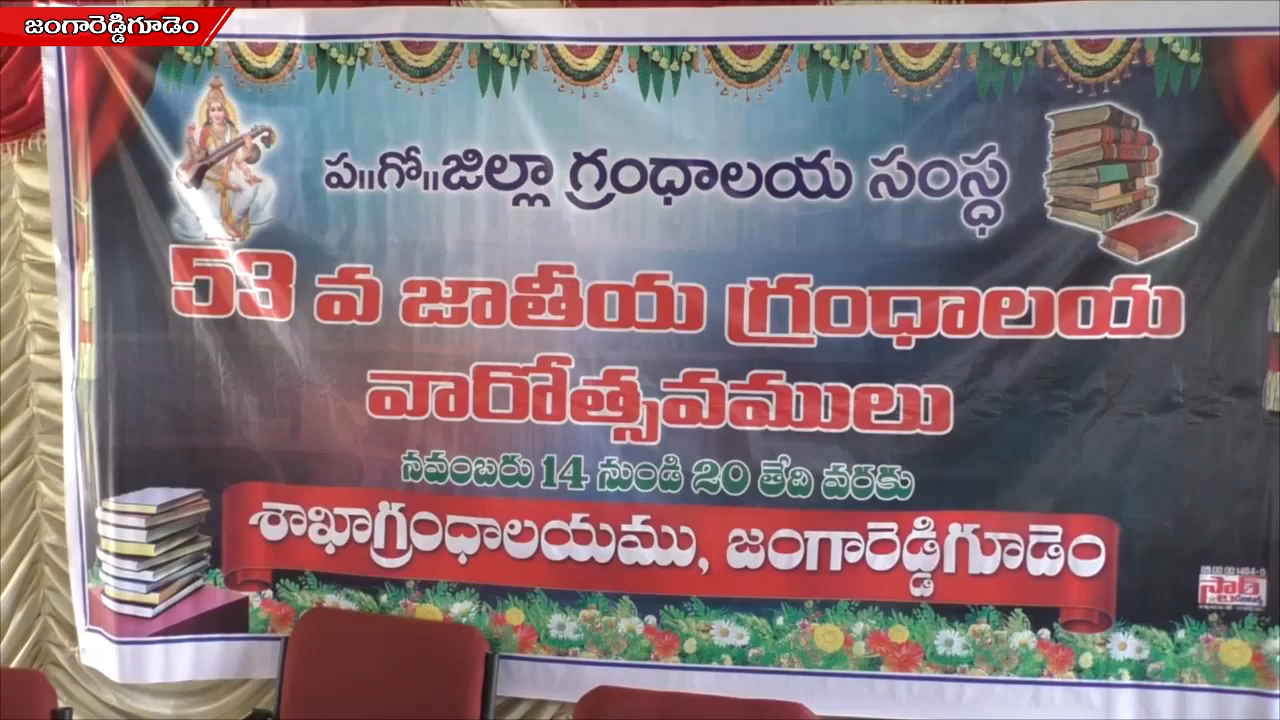 జంగారెడ్డిగూడెం
ప॥గో॥జిల్లా గ్రంధాలయ సంస్థ
53 వ జాతీయ గ్రంధాలయ
వారోత్సవములు
నవంబరు 14 నుండి 20 తేది వరకు
శాఖాగ్రంధాలయము, జంగారెడ్డిగూడెం
స్టార్